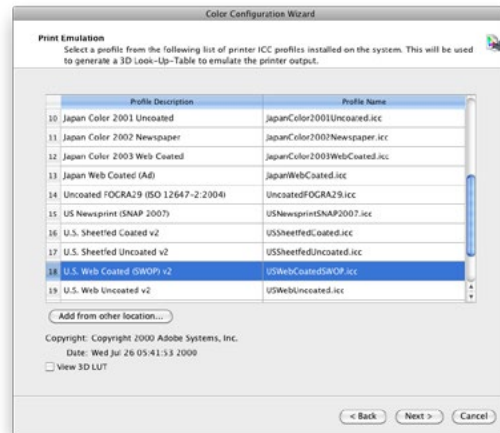 Color Configuration Wizard
Print Emulation
Select a profile from the following list of printer ICC profiles installed on the system. This will be used
to generate a 3D Look-Up-Table to emulate the printer output.
Profile Description Profile Name
10 Japan Color 2001 Uncoated JapanColor2001Uncoated.icc
11 Japan Color 2002 Newspaper JapanColor2002Newspaper.icc
12 Japan Color 2003 Web Coated JapanColor2003WebCoated.icc
13 Japan Web Coated (Ad) JapanWebCoated.icc
14 Uncoated FOGRA29 (ISO 12647-2:2004) UncoatedFOGRA29.icc
15 US Newsprint (SNAP 2007) USNewsprintSNAP2007.icc
16 U.S. Sheetfed Coated v2 USSheetfedCoated.icc
17 U.S. Sheetfed Uncoated v2 USSheetfedUncoated.icc
18 U.S. Web Coated (SWOP) v2 USWebCoatedSWOP.icc
19 U.S. Web Uncoated v2 USWebUncoated.icc
Add from other location...
Copyright: Copyright 2000 Adobe Systems, Inc.
Date: Wed Jul 26 05:41:53 2000
View 3D LUT
< Back Next > Cancel